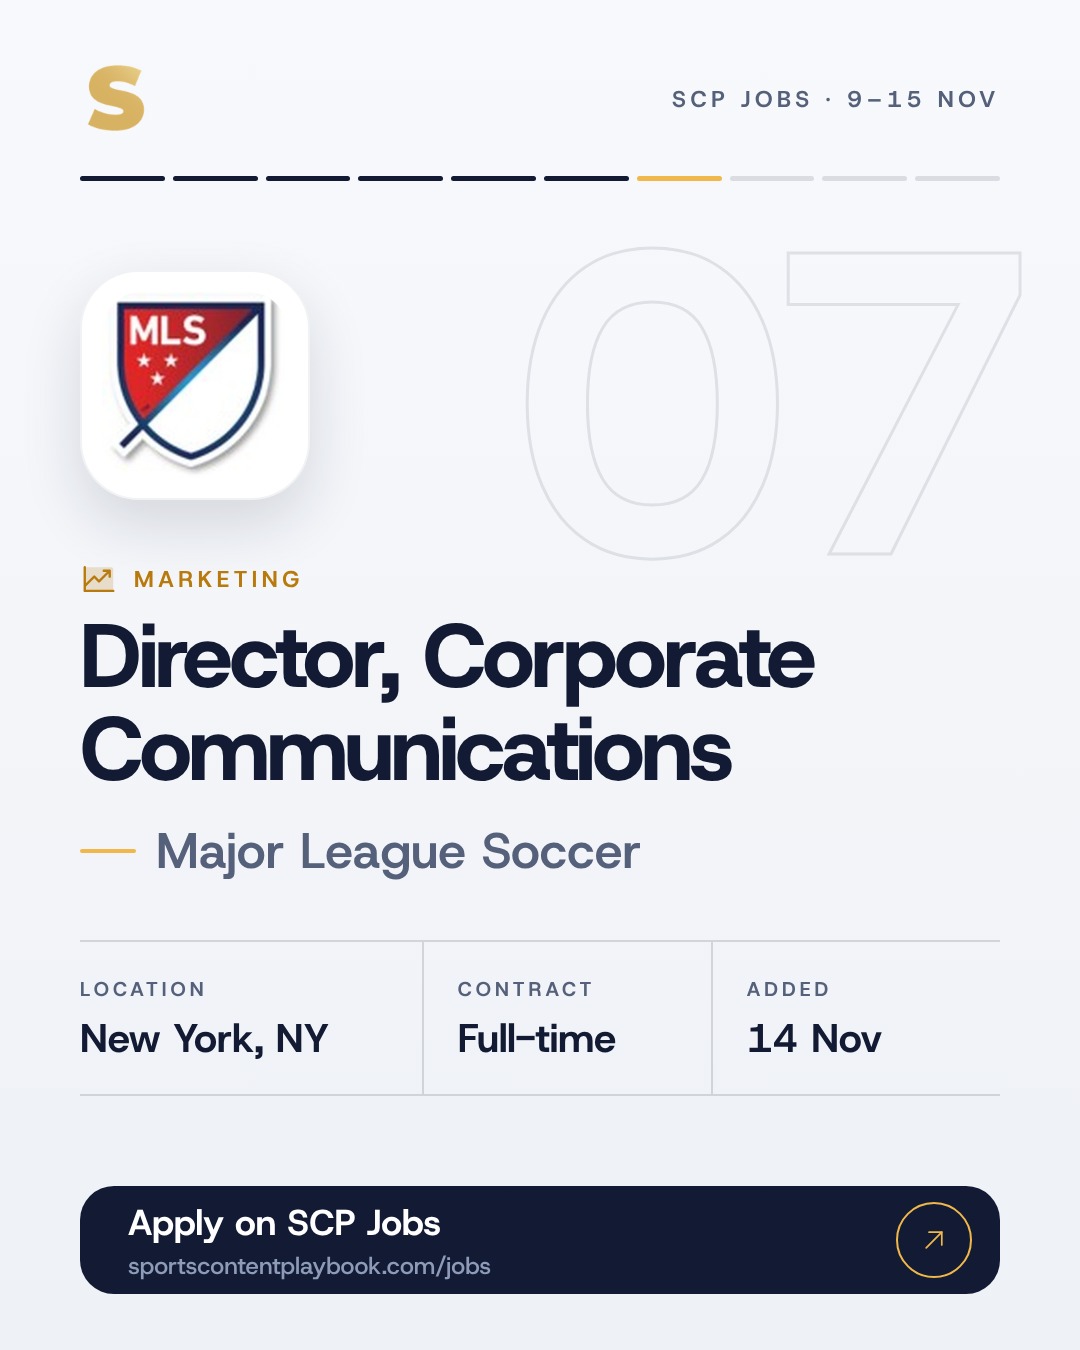 S
SCP JOBS · 9–15 NOV
07
MLS
MARKETING
Director, Corporate
Communications
Major League Soccer
LOCATION
New York, NY
CONTRACT
Full-time
ADDED
14 Nov
Apply on SCP Jobs
sportscontentplaybook.com/jobs